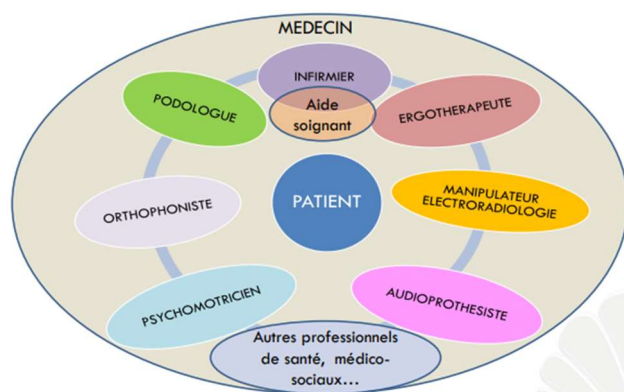 MEDECIN
INFIRMIER
Aide
soignant
PODOLOGUE
ERGOTHERAPEUTE
ORTHOPHONISTE
PATIENT
MANIPULATEUR
ELECTRORADIOLOGIE
PSYCHOMOTRICIEN
AUDIOPROTHESISTE
Autres professionnels
de santé, médico-
sociaux...